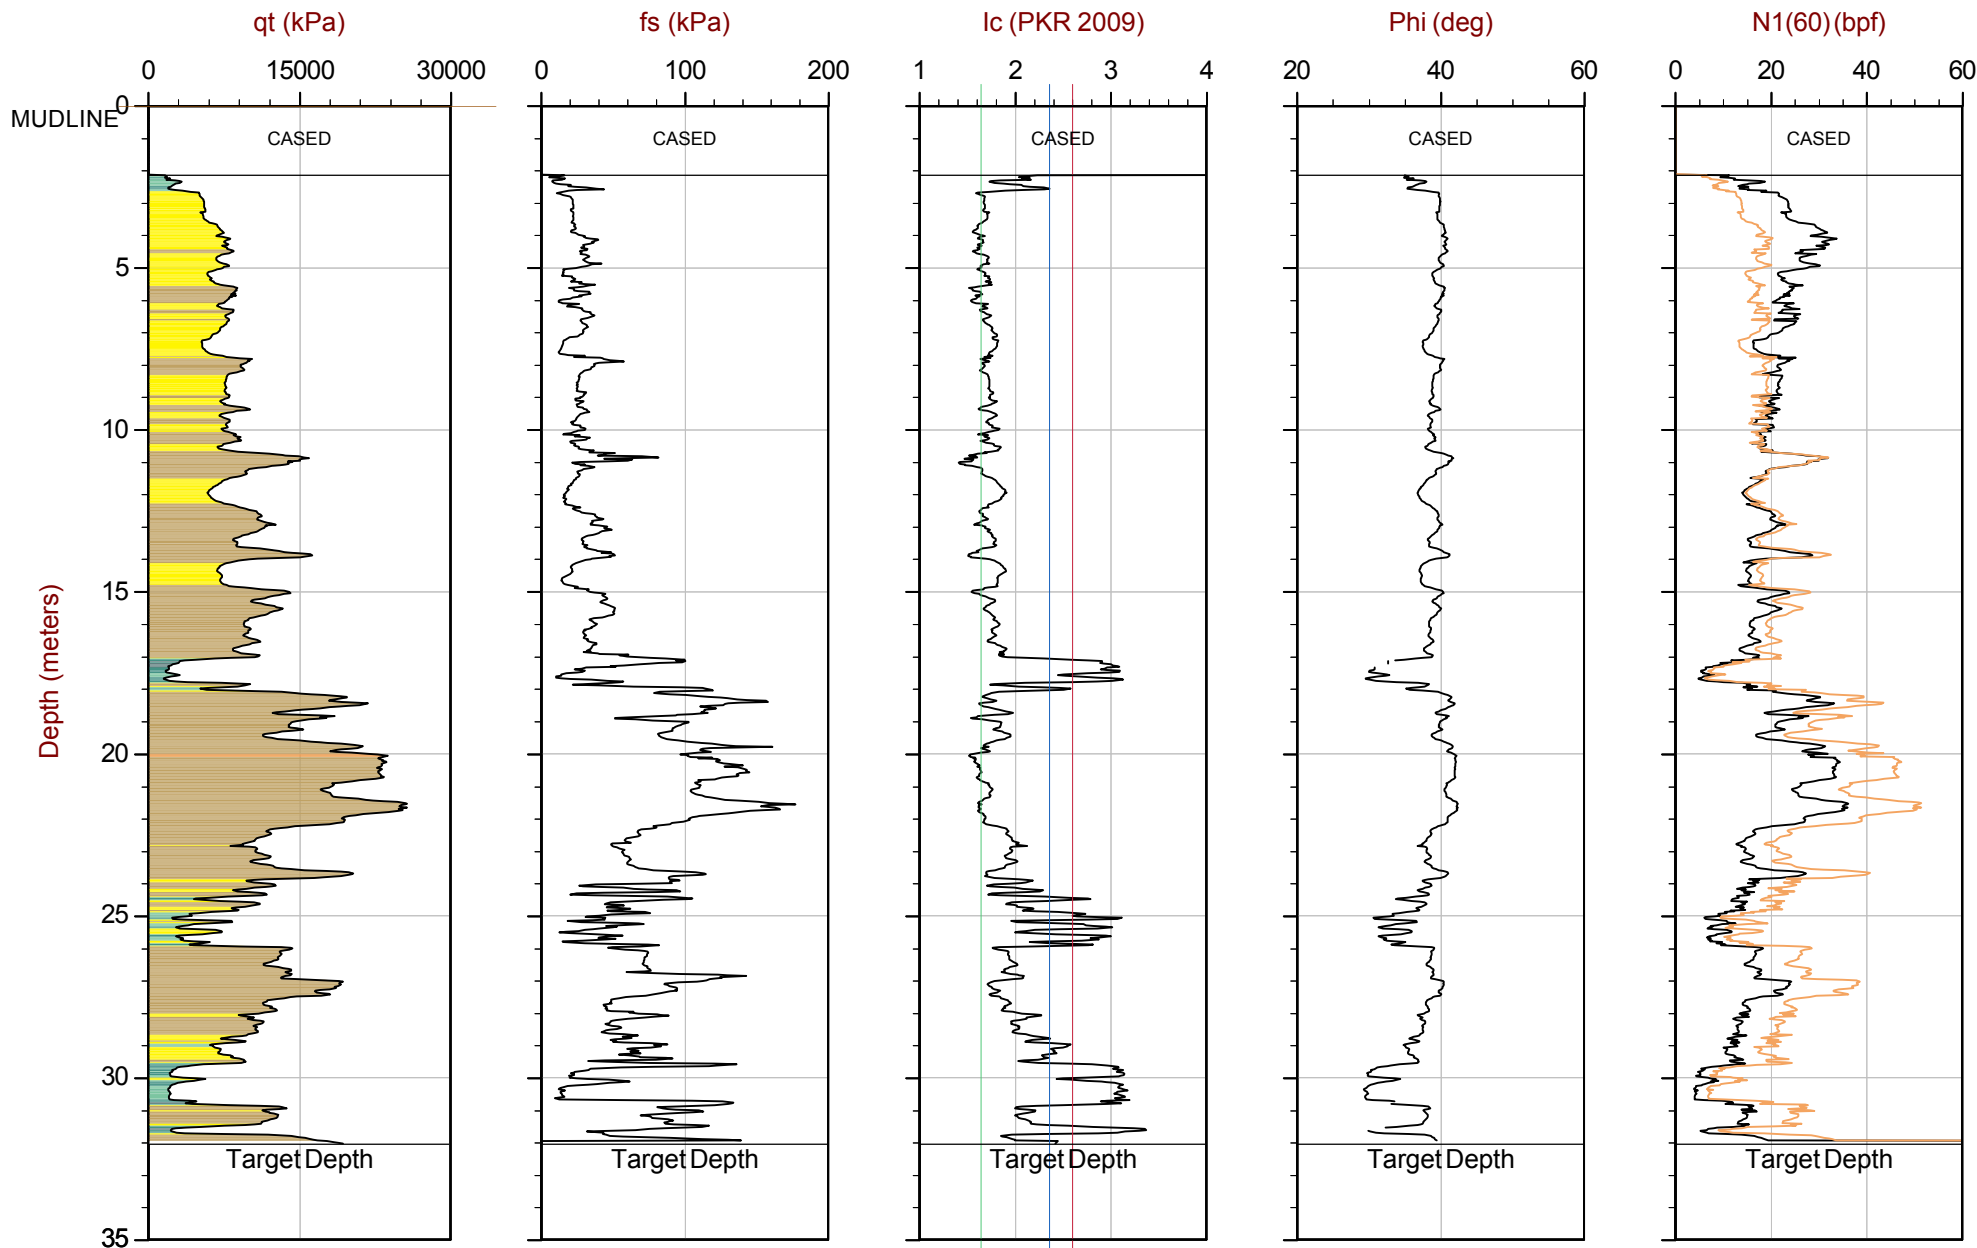 qt (kPa) fs (kPa) Ic (PKR 2009) Phi (deg) N1(60) (bpf)
0 15000 30000 0 100 200 1 2 3 4 20 40 60 0 20 40 60
0
MUDLINE
CASED CASED CASED CASED CASED
5
10
15
Depth (meters)
20
25
30
Target Depth Target Depth Target Depth Target Depth Target Depth
35